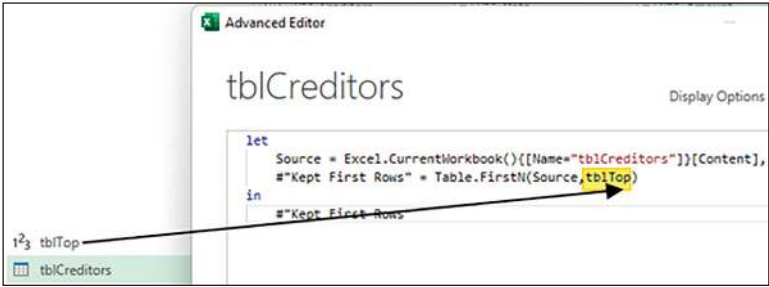 Advanced Editor
tblCreditors
Display Options
let
Source = Excel.CurrentWorkbook(){[Name="tblCreditors"]}[Content],
#"Kept First Rows" = Table.FirstN(Source,tblTop)
in
#"Kept First Rows
1²3 tblTop
tblCreditors